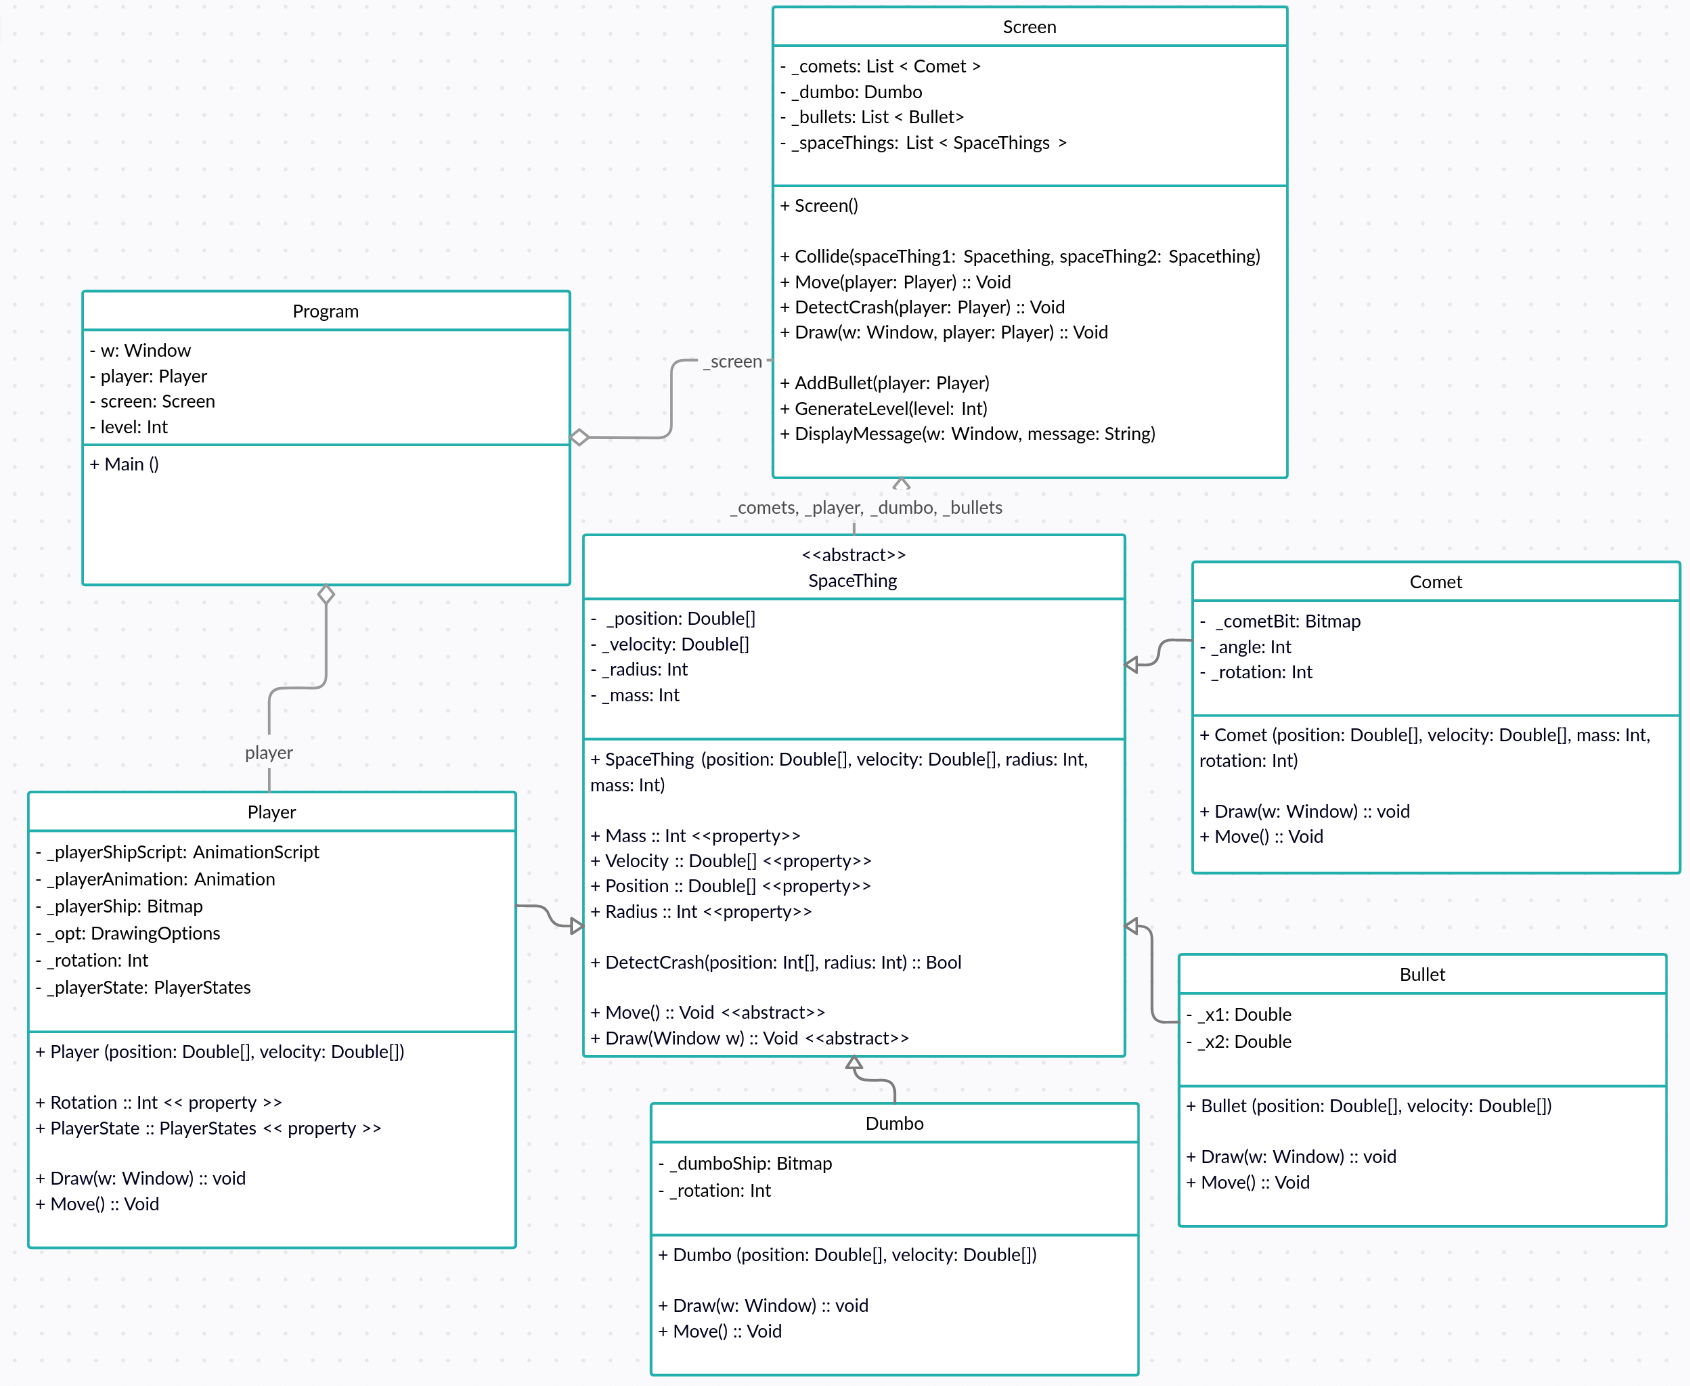 Screen
- _comets: List < Comet >
- _dumbo: Dumbo
- _bullets: List < Bullet>
- _spaceThings: List < SpaceThings >
+ Screen()
+ Collide(spaceThing1: Spacething, spaceThing2: Spacething)
+ Move(player: Player) :: Void
+ DetectCrash(player: Player) :: Void
+ Draw(w: Window, player: Player) :: Void
+ AddBullet(player: Player)
+ GenerateLevel(level: Int)
+ DisplayMessage(w: Window, message: String)
Program
- w: Window
- player: Player
- screen: Screen
- level: Int
+ Main ()
_screen
_comets, _player, _dumbo, _bullets
<<abstract>>
SpaceThing
- _position: Double[]
- _velocity: Double[]
- _radius: Int
- _mass: Int
+ SpaceThing (position: Double[], velocity: Double[], radius: Int,
mass: Int)
+ Mass :: Int <<property>>
+ Velocity :: Double[] <<property>>
+ Position :: Double[] <<property>>
+ Radius :: Int <<property>>
+ DetectCrash(position: Int[], radius: Int) :: Bool
+ Move() :: Void <<abstract>>
+ Draw(Window w) :: Void <<abstract>>
Comet
- _cometBit: Bitmap
- _angle: Int
- _rotation: Int
+ Comet (position: Double[], velocity: Double[], mass: Int,
rotation: Int)
+ Draw(w: Window) :: void
+ Move() :: Void
player
Player
- _playerShipScript: AnimationScript
- _playerAnimation: Animation
- _playerShip: Bitmap
- _opt: DrawingOptions
- _rotation: Int
- _playerState: PlayerStates
+ Player (position: Double[], velocity: Double[])
+ Rotation :: Int << property >>
+ PlayerState :: PlayerStates << property >>
+ Draw(w: Window) :: void
+ Move() :: Void
Bullet
- _x1: Double
- _x2: Double
+ Bullet (position: Double[], velocity: Double[])
+ Draw(w: Window) :: void
+ Move() :: Void
Dumbo
- _dumboShip: Bitmap
- _rotation: Int
+ Dumbo (position: Double[], velocity: Double[])
+ Draw(w: Window) :: void
+ Move() :: Void